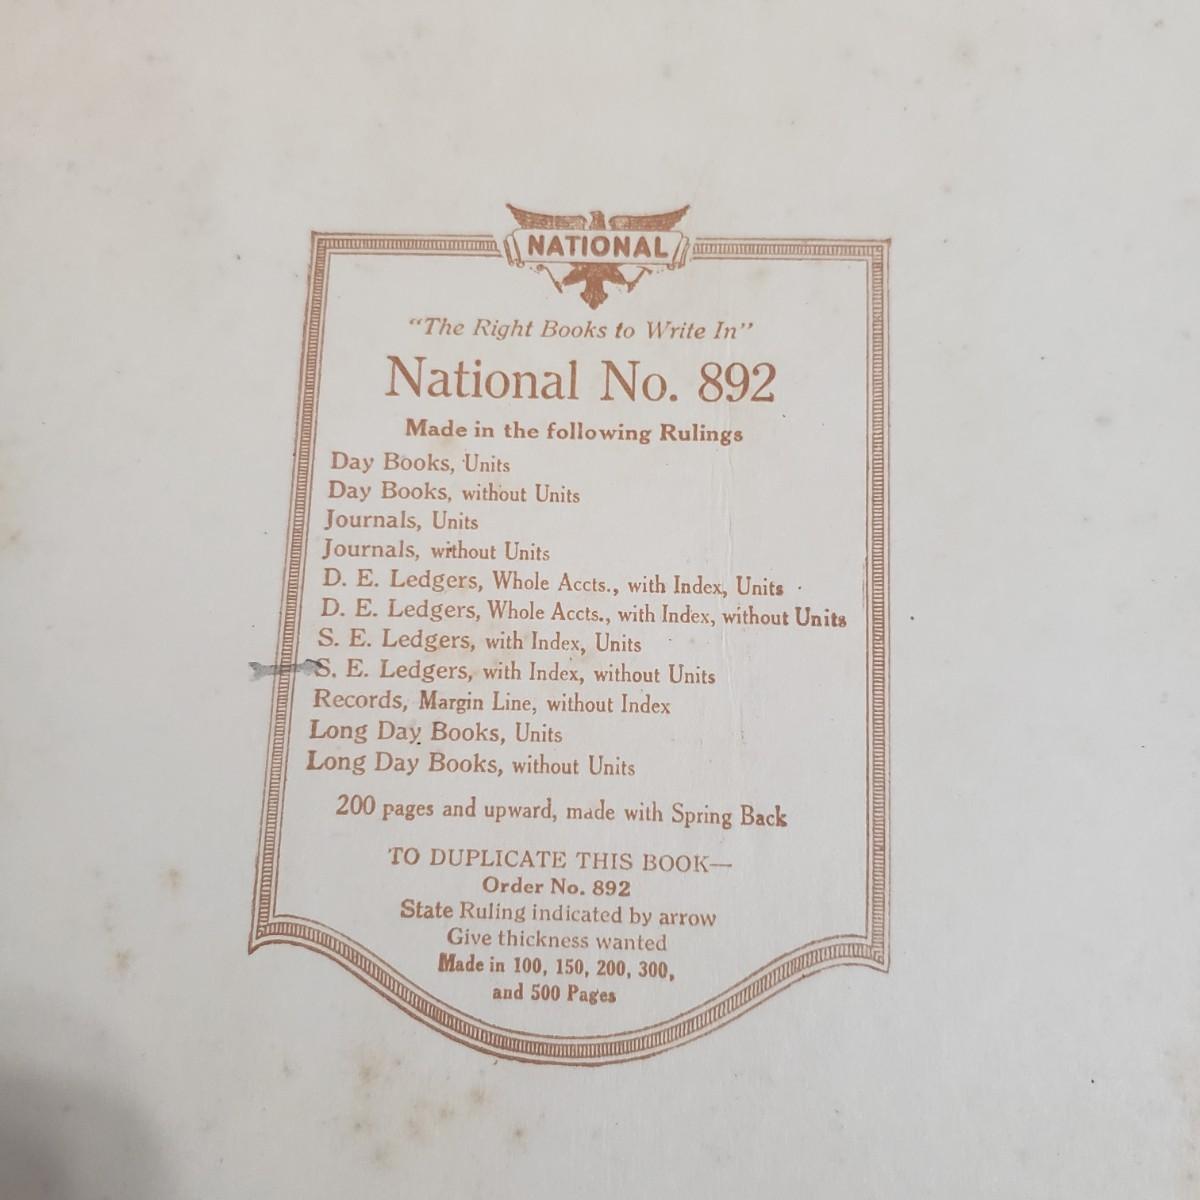 NATIONAL
“The Right Books to Write In”
National No. 892
Made in the following Rulings
Day Books, Units
Day Books, without Units
Journals, Units
Journals, without Units
D. E. Ledgers, Whole Accts., with Index, Units
D. E. Ledgers, Whole Accts., with Index, without Units
S. E. Ledgers, with Index, Units
S. E. Ledgers, with Index, without Units
Records, Margin Line, without Index
Long Day Books, Units
Long Day Books, without Units
200 pages and upward, made with Spring Back
TO DUPLICATE THIS BOOK—
Order No. 892
State Ruling indicated by arrow
Give thickness wanted
Made in 100, 150, 200, 300,
and 500 Pages